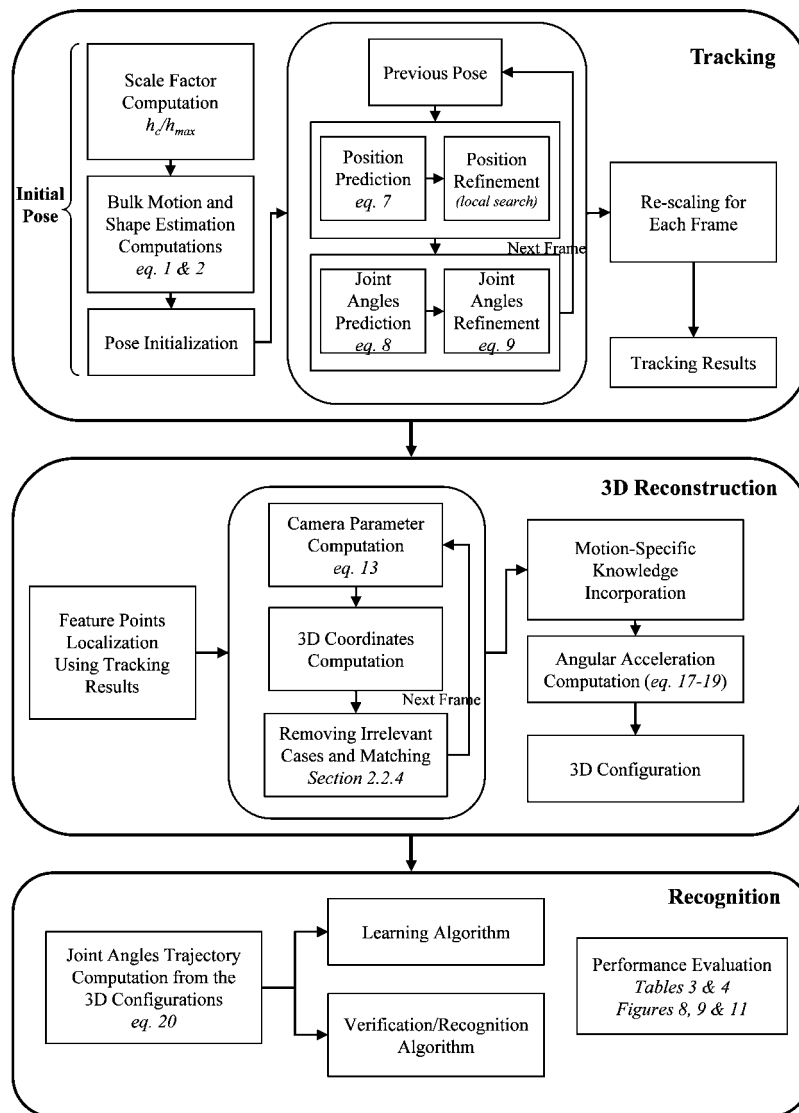 Tracking
Initial
Pose
Scale Factor
Computation
h_c/h_max
Bulk Motion and
Shape Estimation
Computations
eq. 1 & 2
Pose Initialization
Previous Pose
Position
Prediction
eq. 7
Position
Refinement
(local search)
Next Frame
Joint
Angles
Prediction
eq. 8
Joint
Angles
Refinement
eq. 9
Re-scaling for
Each Frame
Tracking Results
3D Reconstruction
Feature Points
Localization
Using Tracking
Results
Camera Parameter
Computation
eq. 13
3D Coordinates
Computation
Next Frame
Removing Irrelevant
Cases and Matching
Section 2.2.4
Motion-Specific
Knowledge
Incorporation
Angular Acceleration
Computation (eq. 17-19)
3D Configuration
Recognition
Joint Angles Trajectory
Computation from the
3D Configurations
eq. 20
Learning Algorithm
Verification/Recognition
Algorithm
Performance Evaluation
Tables 3 & 4
Figures 8, 9 & 11